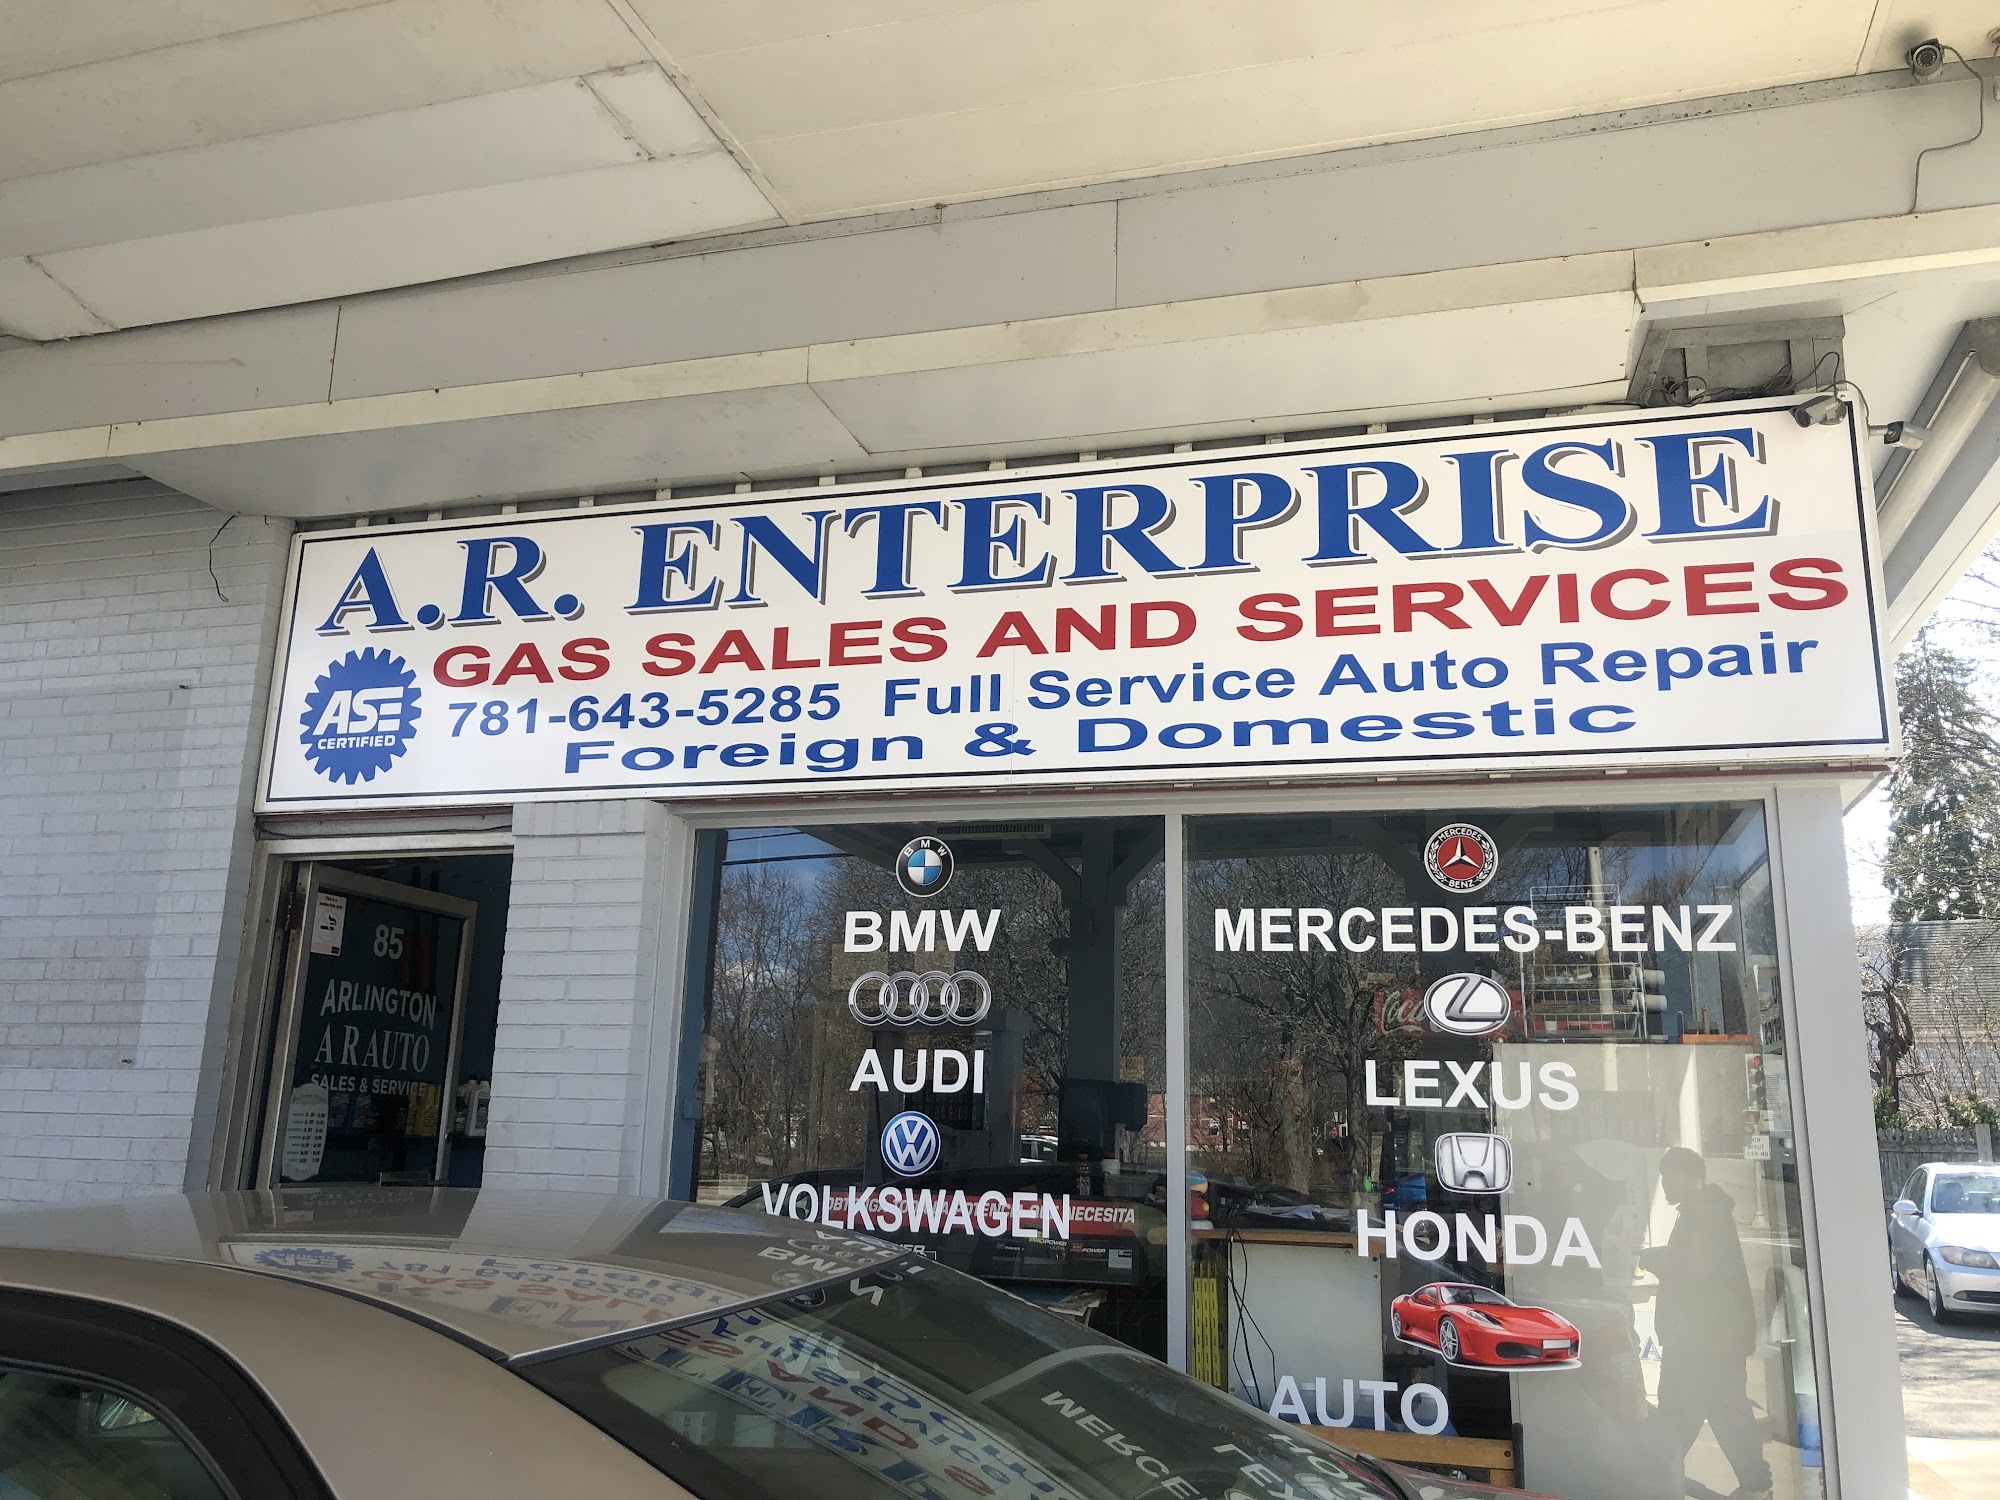 A.R. ENTERPRISE
GAS SALES AND SERVICES
781-643-5285 Full Service Auto Repair
Foreign & Domestic
ASE
CERTIFIED
85
ARLINGTON
A R AUTO
SALES & SERVICE
BMW
BMW
AUDI
VOLKSWAGEN
MERCEDES
BENZ
MERCEDES-BENZ
LEXUS
HONDA
AUTO
Coca